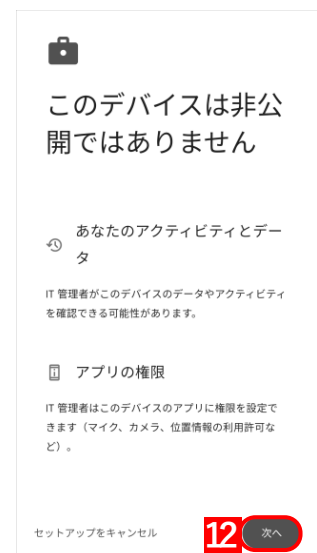 このデバイスは非公
開ではありません
あなたのアクティビティとデー
タ
IT 管理者がこのデバイスのデータやアクティビティ
を確認できる可能性があります。
アプリの権限
IT 管理者はこのデバイスのアプリに権限を設定で
きます（マイク、カメラ、位置情報の利用許可な
ど）。
セットアップをキャンセル
12
次へ